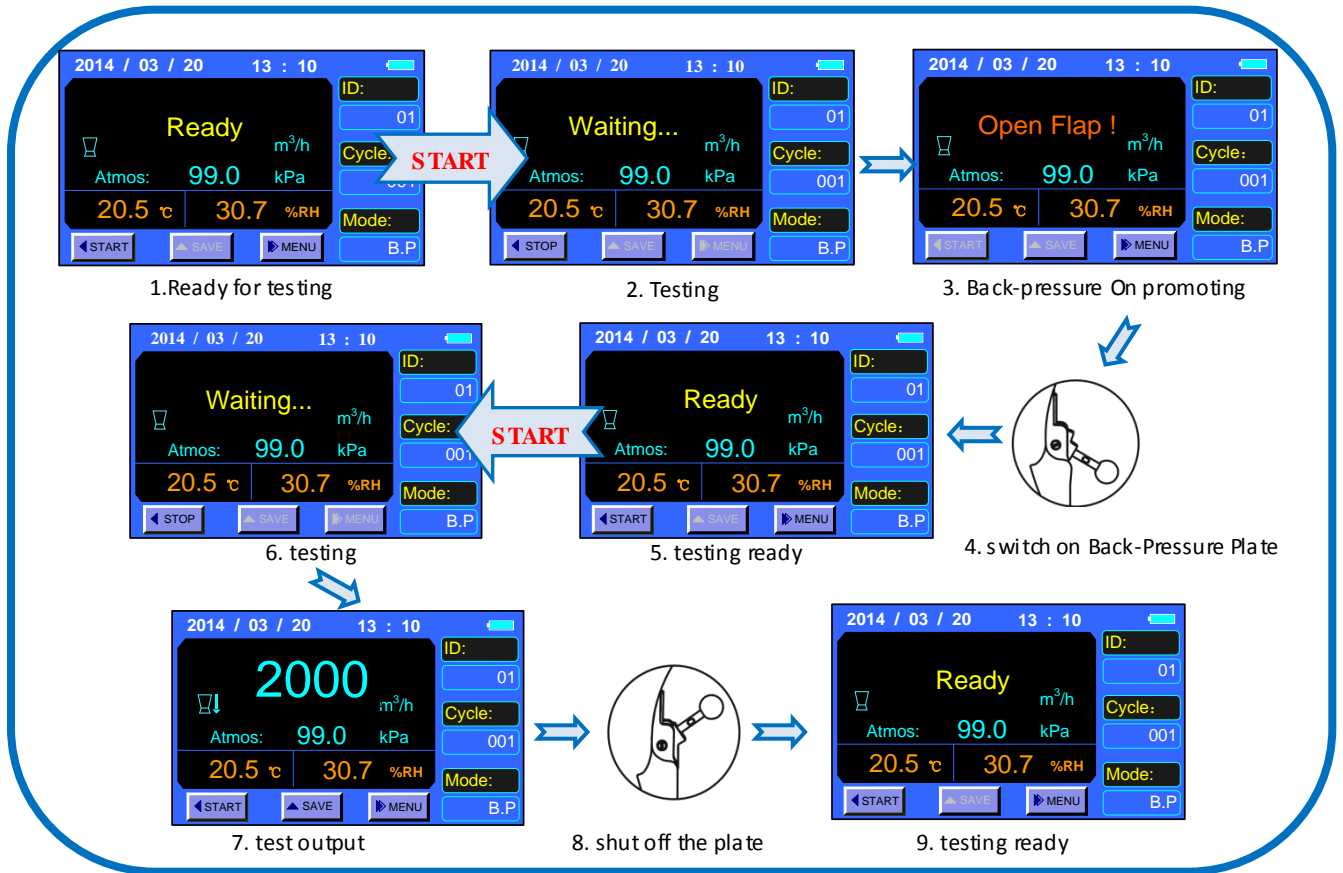 2014 / 03 / 20 13 : 10
Ready
m³/h
Atmos: 99.0 kPa
20.5 ℃ 30.7 %RH
START SAVE MENU
ID:
01
Cycle:
001
Mode:
B.P
1.Ready for testing
START
2014 / 03 / 20 13 : 10
Waiting...
m³/h
Atmos: 99.0 kPa
20.5 ℃ 30.7 %RH
STOP SAVE MENU
ID:
01
Cycle:
001
Mode:
B.P
2. Testing
2014 / 03 / 20 13 : 10
Open Flap !
m³/h
Atmos: 99.0 kPa
20.5 ℃ 30.7 %RH
START SAVE MENU
ID:
01
Cycle:
001
Mode:
B.P
3. Back-pressure On promoting
4. switch on Back-Pressure Plate
2014 / 03 / 20 13 : 10
Ready
m³/h
Atmos: 99.0 kPa
20.5 ℃ 30.7 %RH
START SAVE MENU
ID:
01
Cycle:
001
Mode:
B.P
5. testing ready
START
2014 / 03 / 20 13 : 10
Waiting...
m³/h
Atmos: 99.0 kPa
20.5 ℃ 30.7 %RH
STOP SAVE MENU
ID:
01
Cycle:
001
Mode:
B.P
6. testing
2014 / 03 / 20 13 : 10
2000
m³/h
Atmos: 99.0 kPa
20.5 ℃ 30.7 %RH
START SAVE MENU
ID:
01
Cycle:
001
Mode:
B.P
7. test output
8. shut off the plate
2014 / 03 / 20 13 : 10
Ready
m³/h
Atmos: 99.0 kPa
20.5 ℃ 30.7 %RH
START SAVE MENU
ID:
01
Cycle:
001
Mode:
B.P
9. testing ready